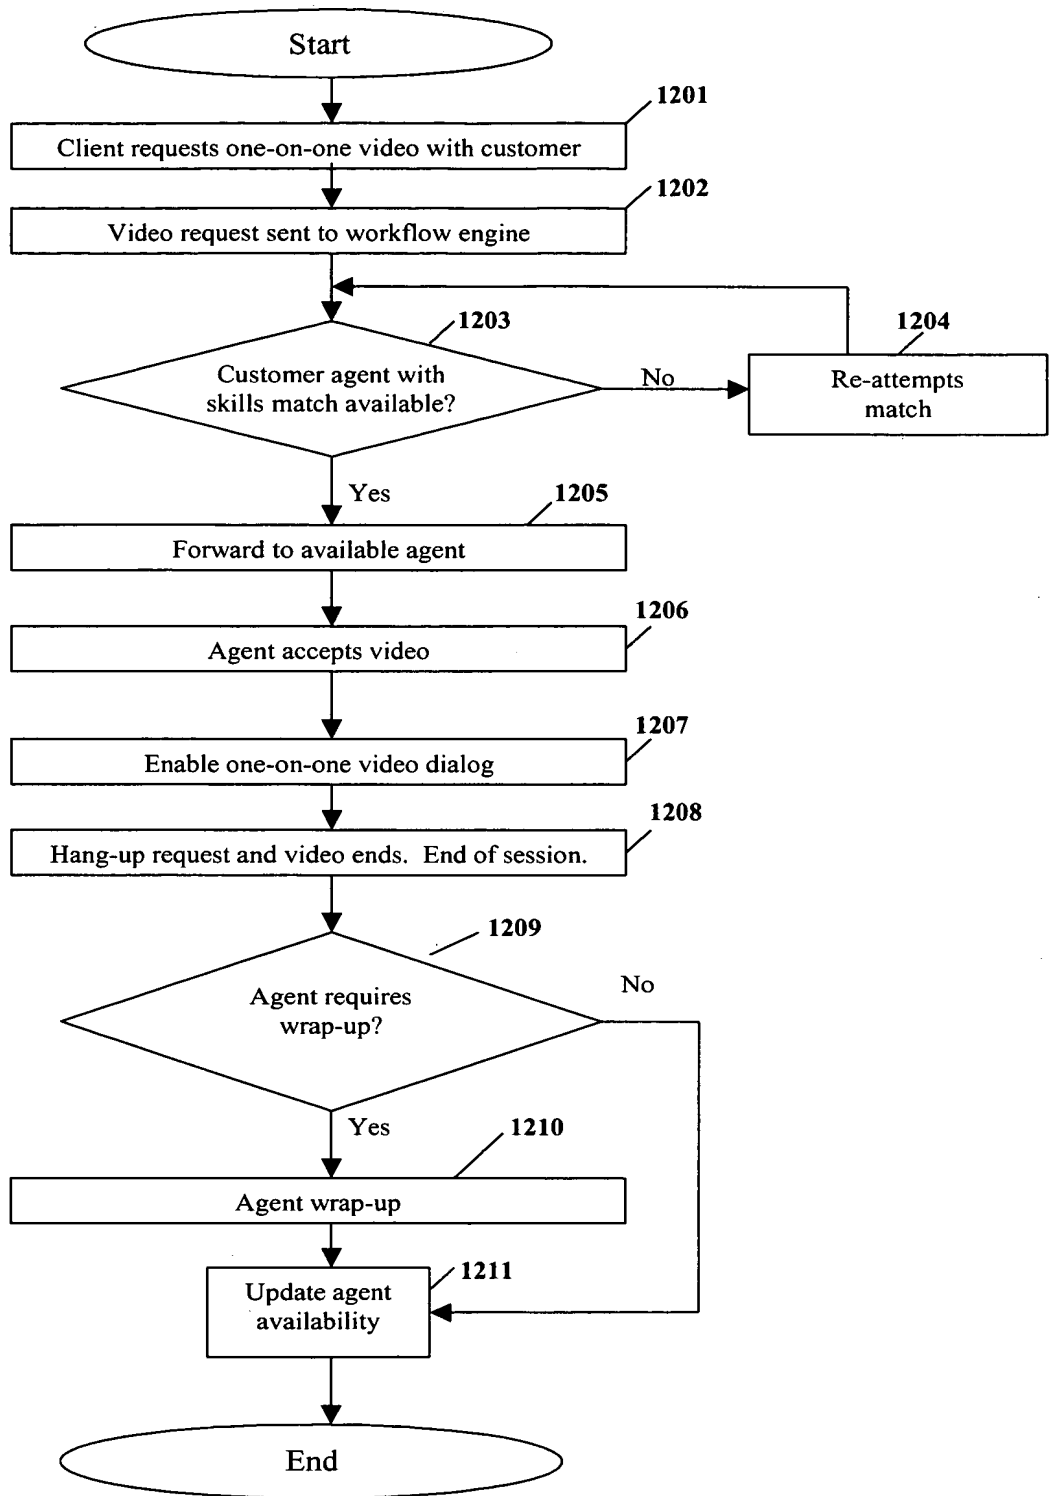 Start
1201
Client requests one-on-one video with customer
1202
Video request sent to workflow engine
1203
Customer agent with
skills match available?
No
1204
Re-attempts
match
Yes
1205
Forward to available agent
1206
Agent accepts video
1207
Enable one-on-one video dialog
1208
Hang-up request and video ends.  End of session.
1209
Agent requires
wrap-up?
No
Yes
1210
Agent wrap-up
1211
Update agent
availability
End